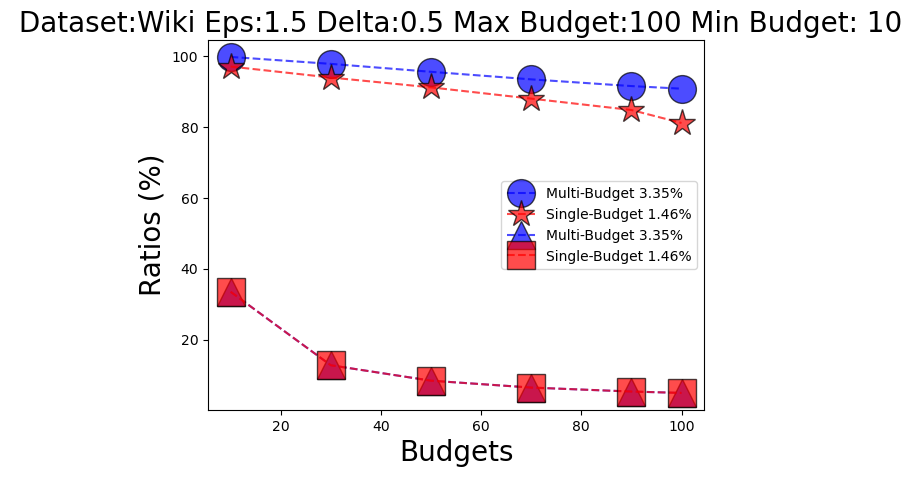 Dataset:Wiki Eps:1.5 Delta:0.5 Max Budget:100 Min Budget: 10
100
80
60
40
20
Ratios (%)
Multi-Budget 3.35%
Single-Budget 1.46%
Multi-Budget 3.35%
Single-Budget 1.46%
20 40 60 80 100
Budgets